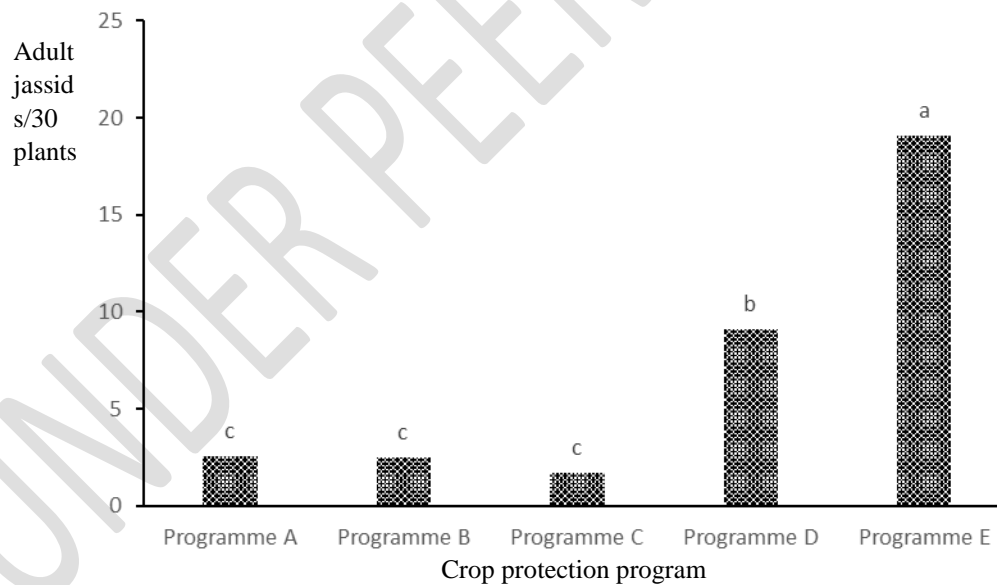 25
Adult
jassid
s/30
plants
20
15
10
5
0
a
b
c
c
c
Programme A Programme B Programme C Programme D Programme E
Crop protection program
UNDER PEER